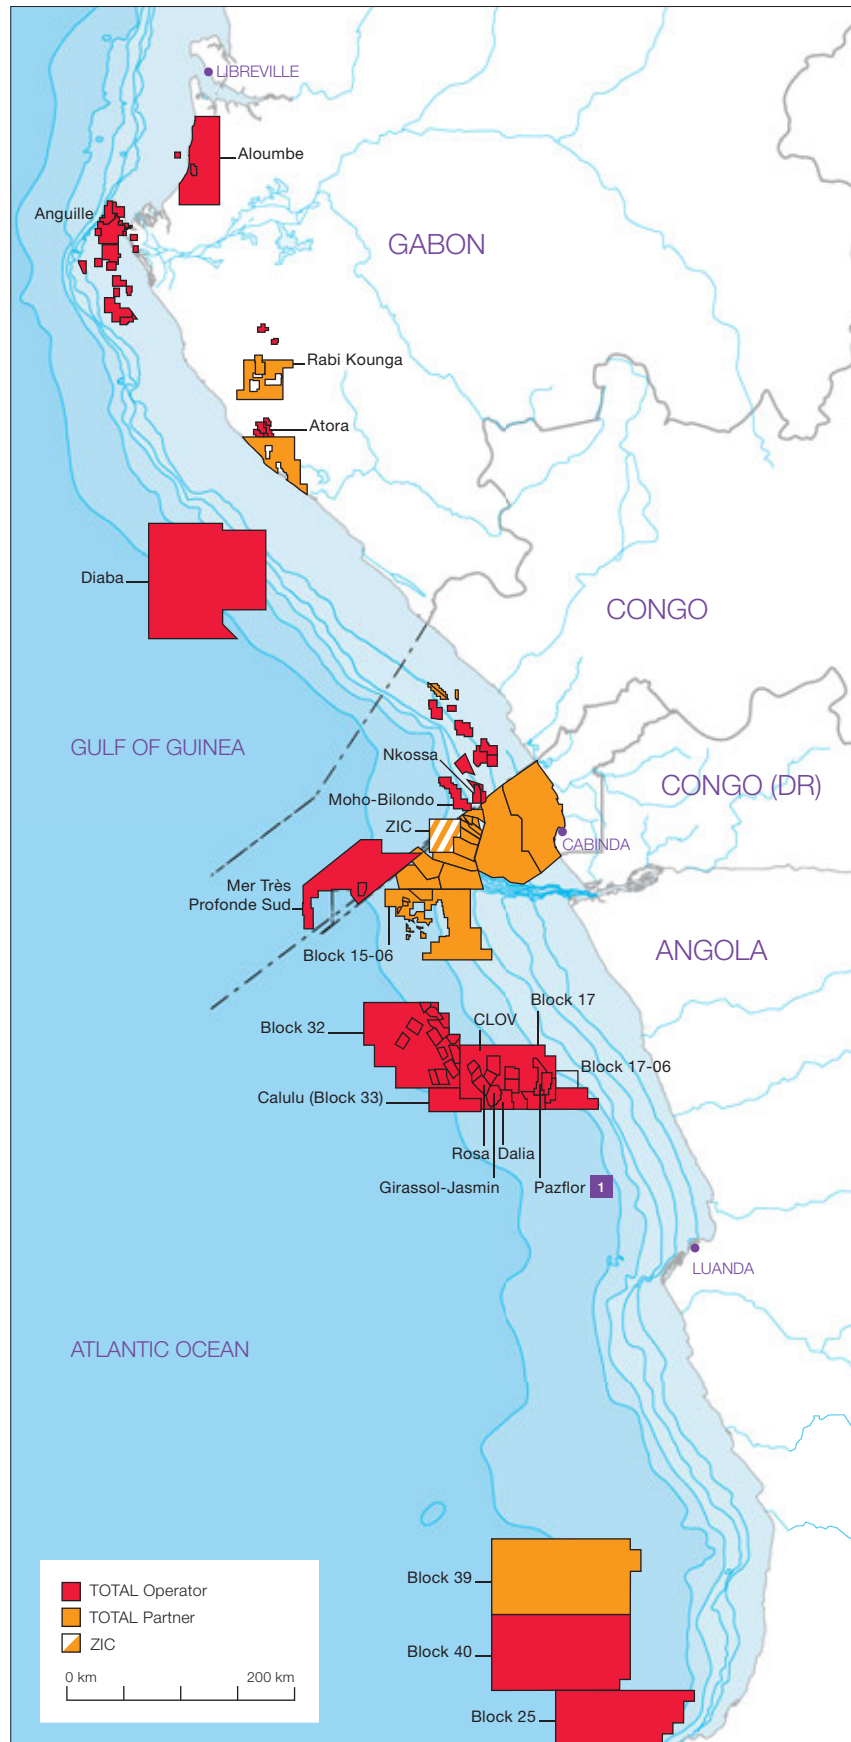 LIBREVILLE
Aloumbe
Anguille
GABON
Rabi Kounga
Atora
Diaba
CONGO
GULF OF GUINEA
Nkossa
CONGO (DR)
Moho-Bilondo
ZIC
CABINDA
Mer Très
Profonde Sud
Block 15-06
ANGOLA
Block 17
CLOV
Block 32
Block 17-06
Calulu (Block 33)
Rosa
Dalia
Girassol-Jasmin
Pazflor 1
LUANDA
ATLANTIC OCEAN
Block 39
Block 40
Block 25
TOTAL Operator
TOTAL Partner
ZIC
0 km
200 km